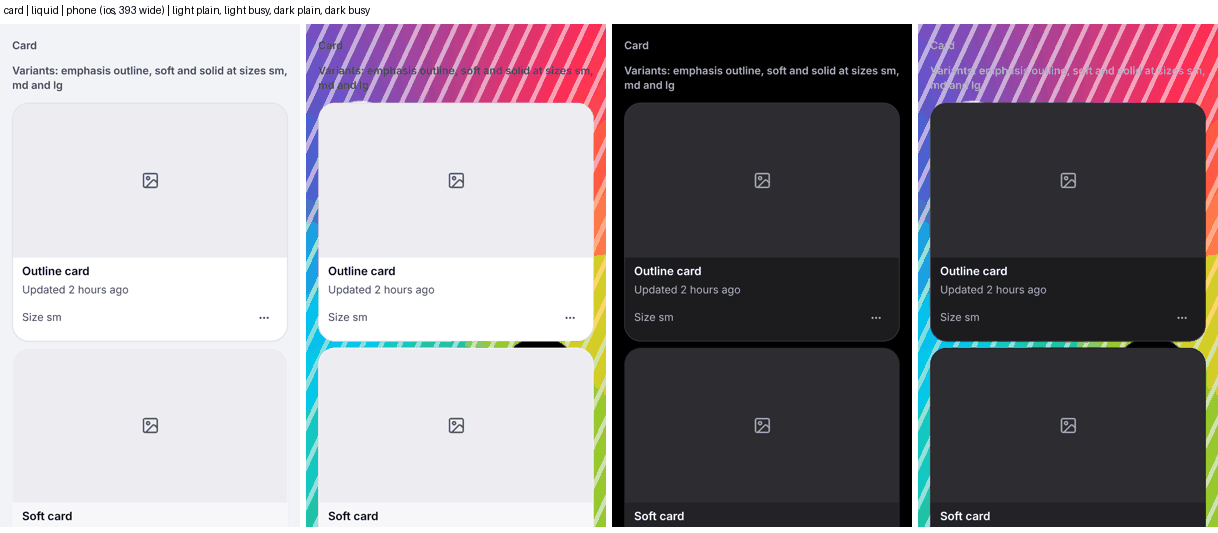 card | liquid | phone (ios, 393 wide) | light plain, light busy, dark plain, dark busy
Card
Variants: emphasis outline, soft and solid at sizes sm,
md and lg
Outline card
Updated 2 hours ago
Size sm
Soft card
Card
Variants: emphasis outline, soft and solid at sizes sm,
md and lg
Outline card
Updated 2 hours ago
Size sm
Soft card
Card
Variants: emphasis outline, soft and solid at sizes sm,
md and lg
Outline card
Updated 2 hours ago
Size sm
Soft card
Card
Variants: emphasis outline, soft and solid at sizes sm,
md and lg
Outline card
Updated 2 hours ago
Size sm
Soft card